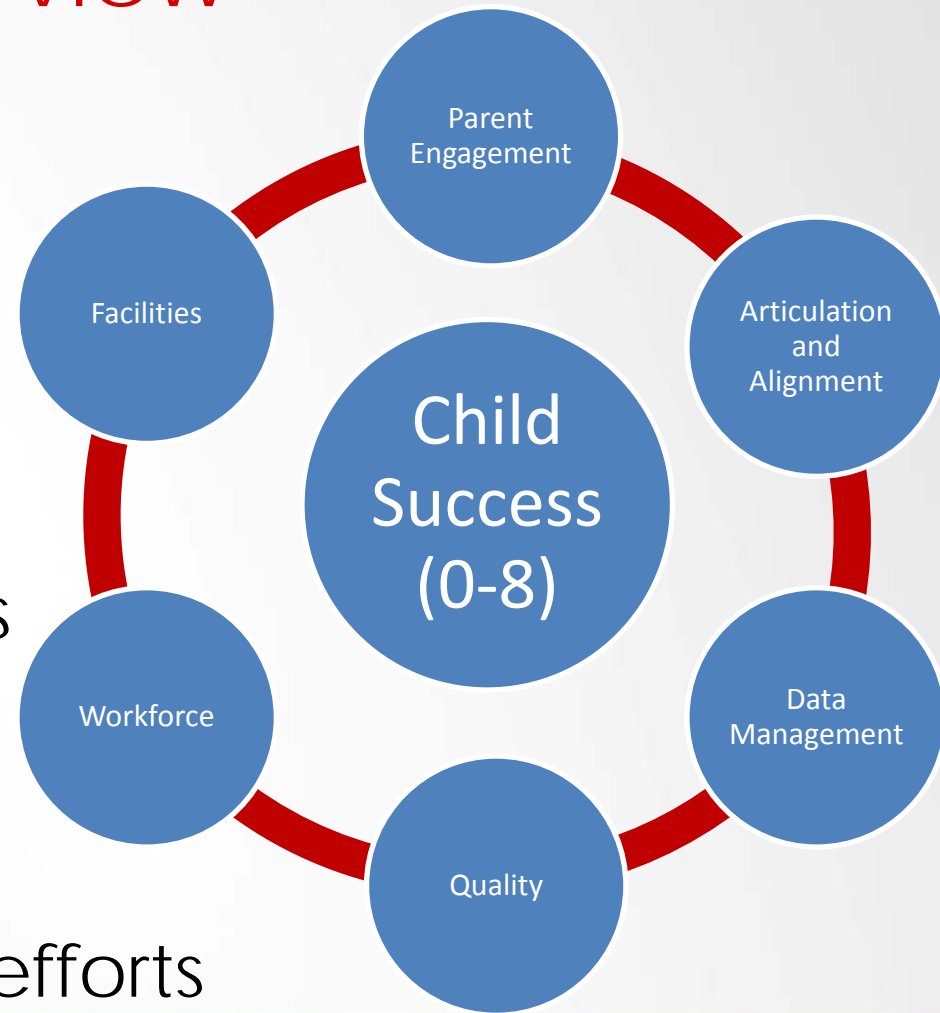 Parent
Engagement
Articulation
and
Alignment
Facilities
Child
Success
(0-8)
Workforce
Data
Management
Quality
efforts